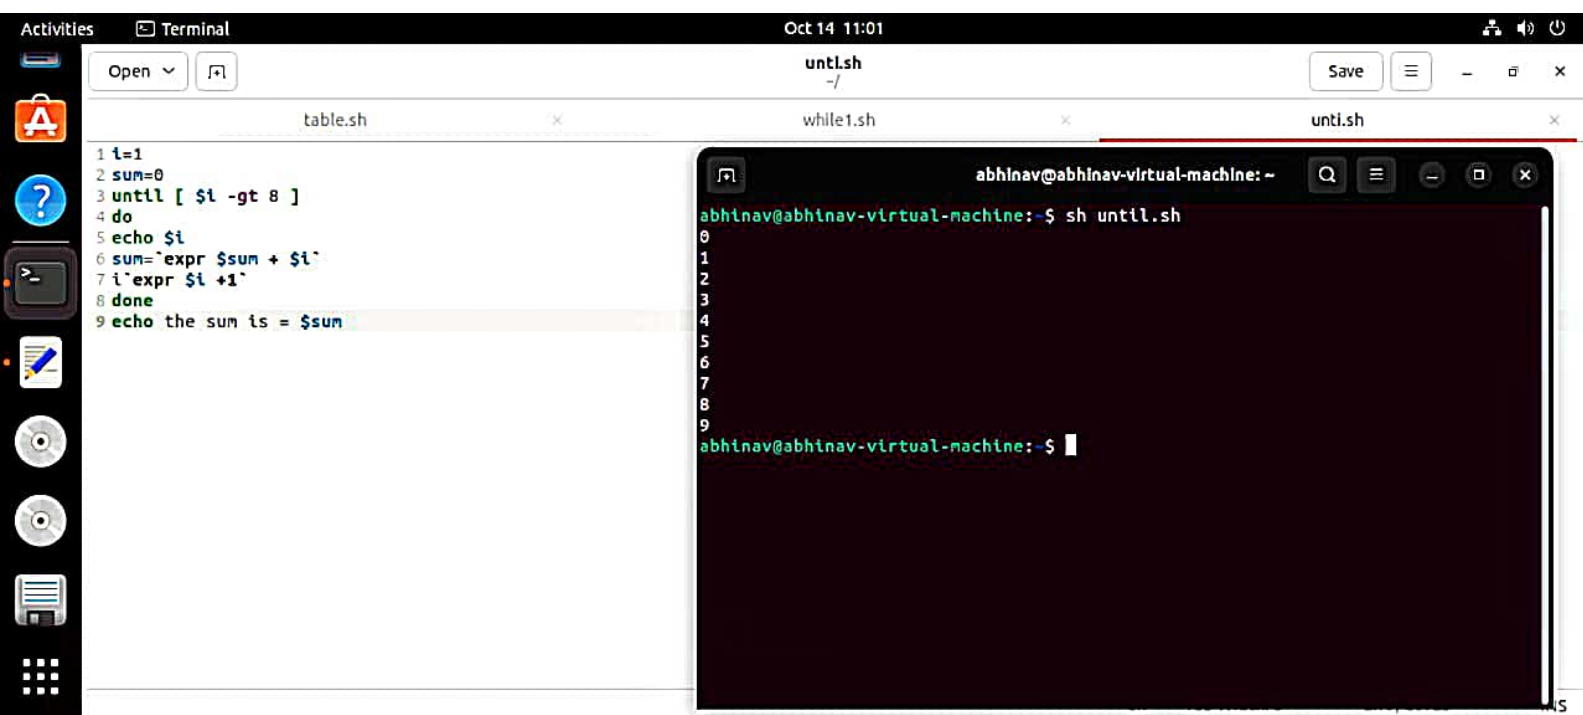 Activities Terminal Oct 14 11:01
Open untl.sh Save
~/
table.sh while1.sh unti.sh
1 i=1
2 sum=0
3 until [ $i -gt 8 ]
4 do
5 echo $i
6 sum=`expr $sum + $i`
7 i`expr $i +1`
8 done
9 echo the sum is = $sum
abhinav@abhinav-virtual-machine: ~
abhinav@abhinav-virtual-machine:~$ sh until.sh
0
1
2
3
4
5
6
7
8
9
abhinav@abhinav-virtual-machine:~$